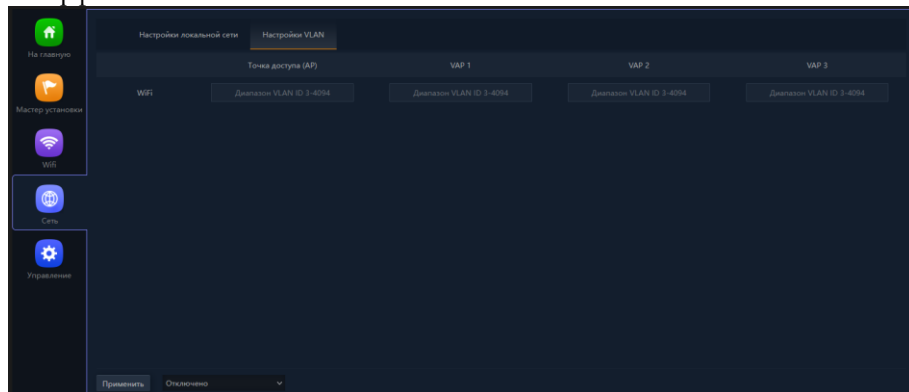 На главную
Мастер установки
Wifi
Сеть
Управление
Настройки локальной сети
Настройки VLAN
Точка доступа (AP)
VAP 1
VAP 2
VAP 3
WiFi
Диапазон VLAN ID 3-4094
Диапазон VLAN ID 3-4094
Диапазон VLAN ID 3-4094
Диапазон VLAN ID 3-4094
Применить
Отключено